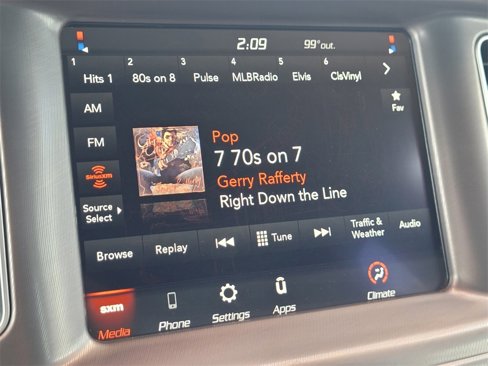 2:09 99° out.
1 2 3 4 5 6
Hits 1 80s on 8 Pulse MLBRadio Elvis ClsVinyl
AM
Fav
FM
Pop
7 70s on 7
SiriusXM
Gerry Rafferty
Source
Select
Right Down the Line
Browse Replay Tune Traffic &
Weather Audio
sxm
Media Phone Settings Apps Climate